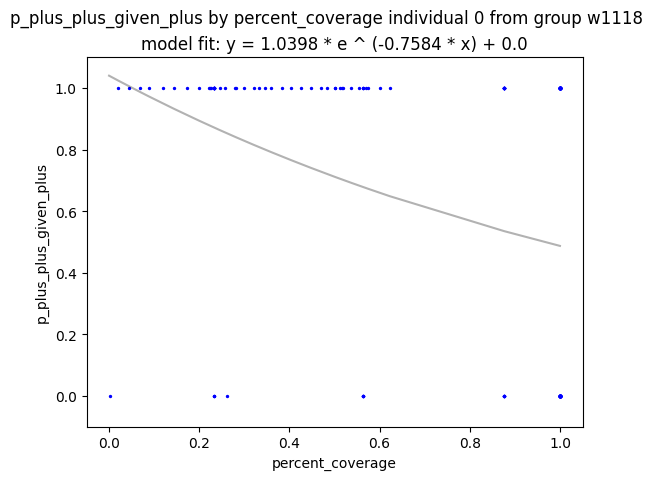 p_plus_plus_given_plus by percent_coverage individual 0 from group w1118
model fit: y = 1.0398 * e ^ (-0.7584 * x) + 0.0
p_plus_plus_given_plus
1.0
0.8
0.6
0.4
0.2
0.0
0.0 0.2 0.4 0.6 0.8 1.0
percent_coverage